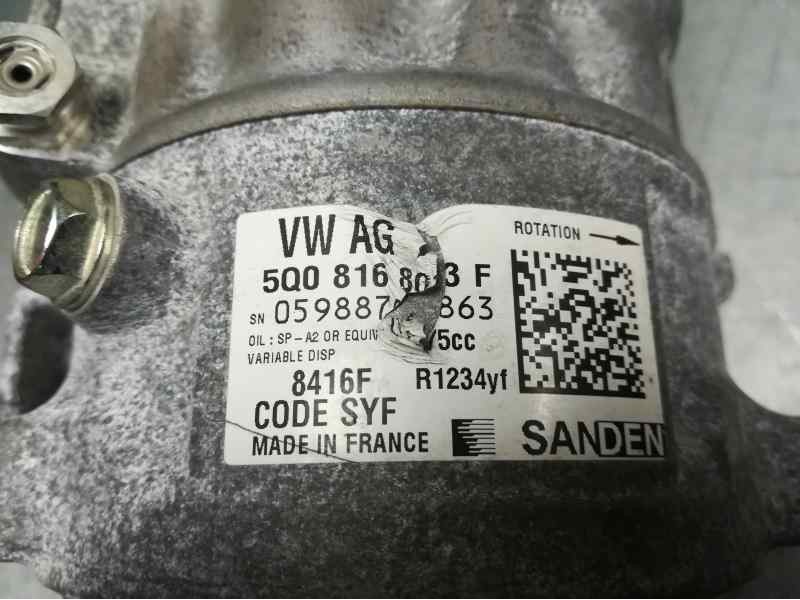 VW AG
ROTATION
5Q0 816 F
SN
OIL : SP-A2 OR
VARIABLE DISP
8416F R1234yf
CODE SYF
MADE IN FRANCE SANDEN